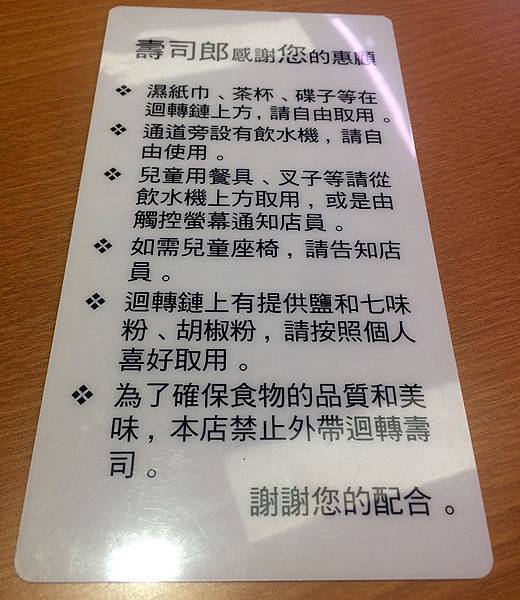 壽司郎感謝您的惠顧
❖ 濕紙巾、茶杯、碟子等在
迴轉鏈上方,請自由取用。
❖ 通道旁設有飲水機,請自
由使用。
❖ 兒童用餐具、叉子等請從
飲水機上方取用,或是由
觸控螢幕通知店員。
❖ 如需兒童座椅,請告知店
員。
❖ 迴轉鏈上有提供鹽和七味
粉、胡椒粉,請按照個人
喜好取用。
❖ 為了確保食物的品質和美
味,本店禁止外帶迴轉壽
司。
謝謝您的配合。